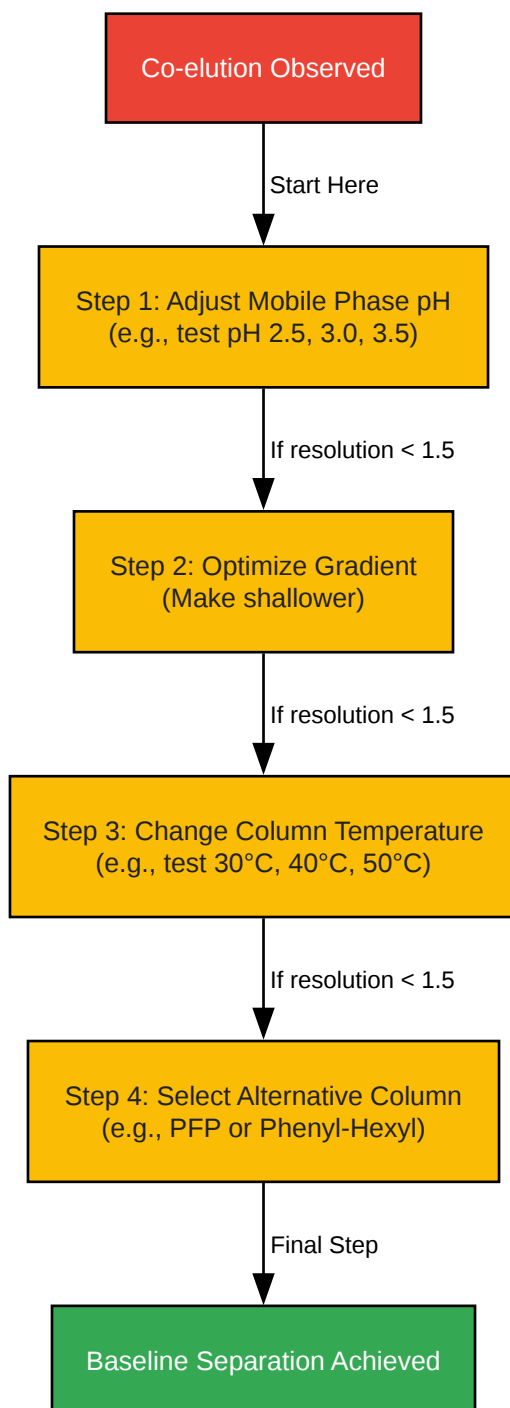 Co-elution Observed
Start Here
Step 1: Adjust Mobile Phase pH
(e.g., test pH 2.5, 3.0, 3.5)
If resolution < 1.5
Step 2: Optimize Gradient
(Make shallower)
If resolution < 1.5
Step 3: Change Column Temperature
(e.g., test 30°C, 40°C, 50°C)
If resolution < 1.5
Step 4: Select Alternative Column
(e.g., PFP or Phenyl-Hexyl)
Final Step
Baseline Separation Achieved